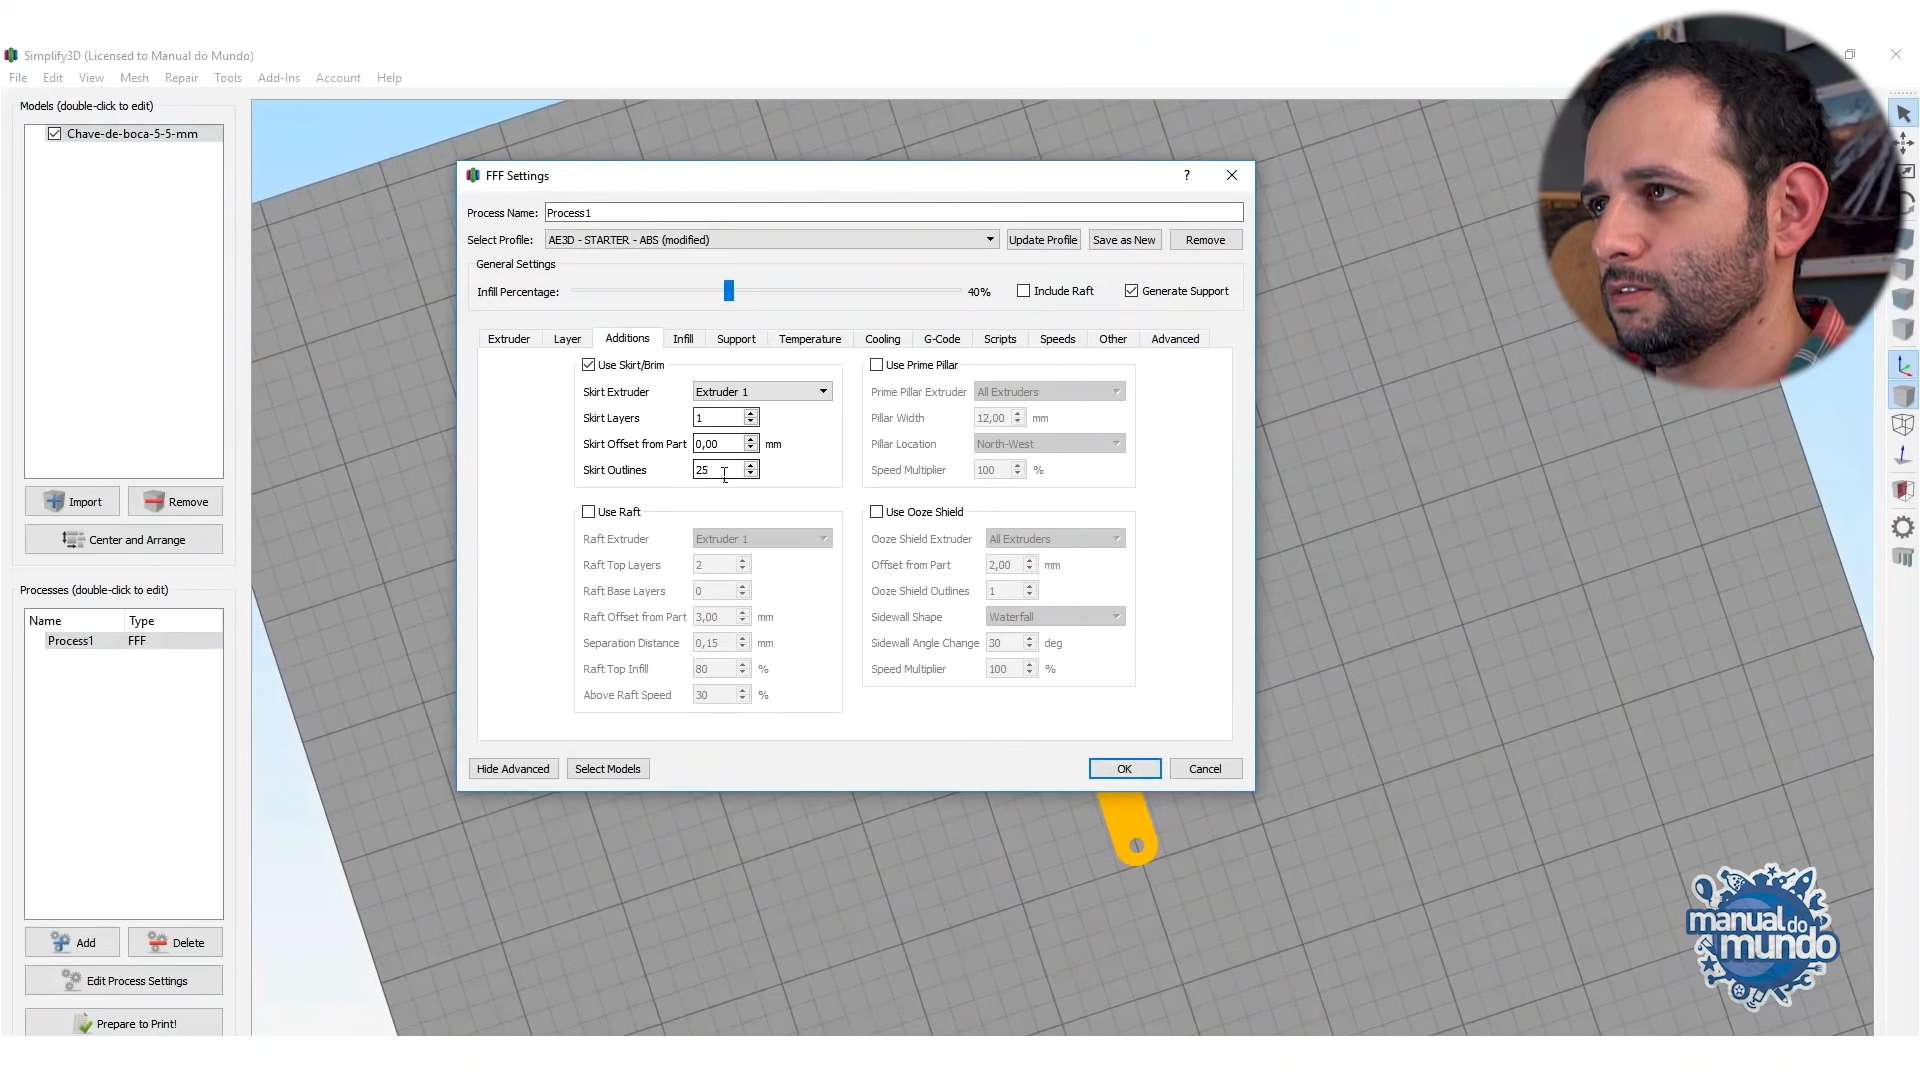 Simplify3D (Licensed to Manual do Mundo)
File Edit View Mesh Repair Tools Add-Ins Account Help
Models (double-click to edit)
Chave-de-boca-5-5-mm
Import Remove
Center and Arrange
Processes (double-click to edit)
Name Type
Process1 FFF
Add Delete
Edit Process Settings
Prepare to Print!
FFF Settings ?
Process Name: Process1
Select Profile: AE3D - STARTER - ABS (modified) Update Profile Save as New Remove
General Settings
Infill Percentage: 40% Include Raft Generate Support
Extruder Layer Additions Infill Support Temperature Cooling G-Code Scripts Speeds Other Advanced
Use Skirt/Brim
Skirt Extruder Extruder 1
Skirt Layers 1
Skirt Offset from Part 0,00 mm
Skirt Outlines 25
Use Prime Pillar
Prime Pillar Extruder All Extruders
Pillar Width 12,00 mm
Pillar Location North-West
Speed Multiplier 100 %
Use Raft
Raft Extruder Extruder 1
Raft Top Layers 2
Raft Base Layers 0
Raft Offset from Part 3,00 mm
Separation Distance 0,15 mm
Raft Top Infill 80 %
Above Raft Speed 30 %
Use Ooze Shield
Ooze Shield Extruder All Extruders
Offset from Part 2,00 mm
Ooze Shield Outlines 1
Sidewall Shape Waterfall
Sidewall Angle Change 30 deg
Speed Multiplier 100 %
Hide Advanced Select Models OK Cancel
manual do
mundo